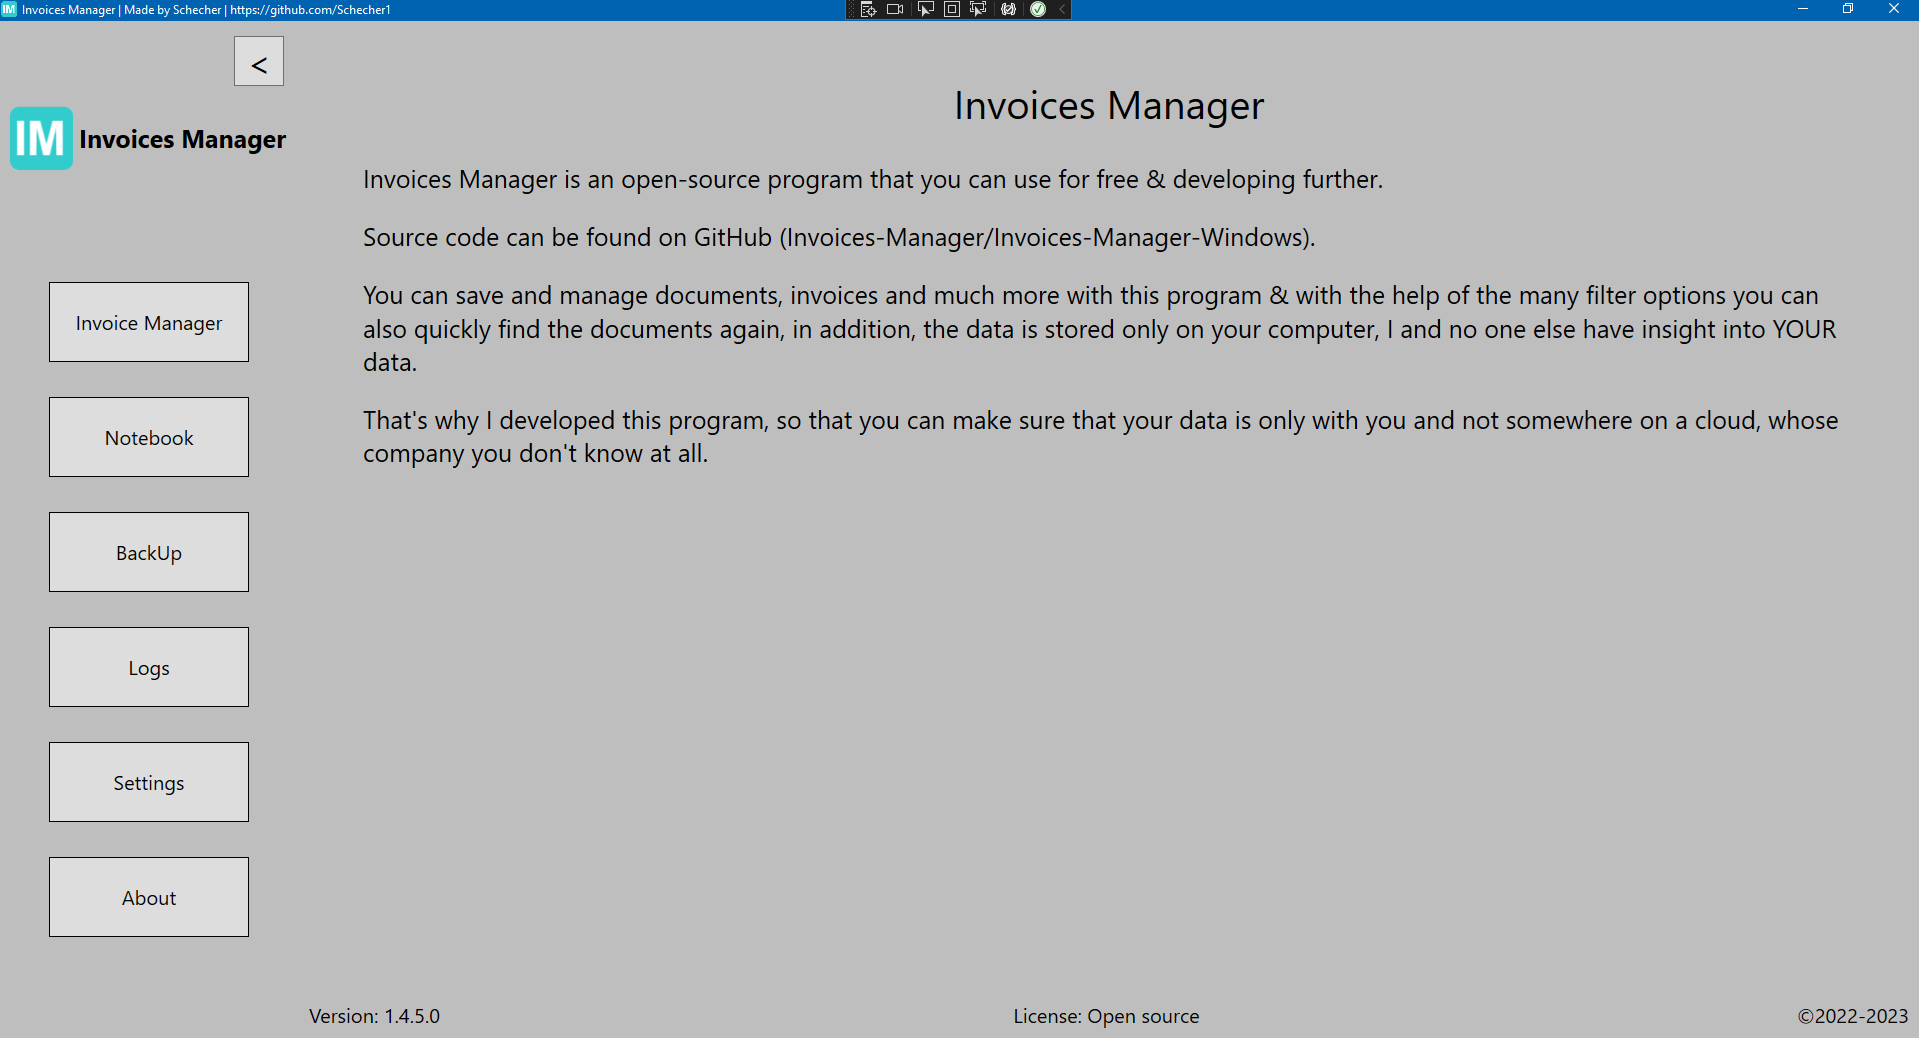 IM Invoices Manager | Made by Schecher | https://github.com/Schecher1
<
IM Invoices Manager
Invoice Manager
Notebook
BackUp
Logs
Settings
About
Invoices Manager
Invoices Manager is an open-source program that you can use for free & developing further.
Source code can be found on GitHub (Invoices-Manager/Invoices-Manager-Windows).
You can save and manage documents, invoices and much more with this program & with the help of the many filter options you can
also quickly find the documents again, in addition, the data is stored only on your computer, I and no one else have insight into YOUR
data.
That's why I developed this program, so that you can make sure that your data is only with you and not somewhere on a cloud, whose
company you don't know at all.
Version: 1.4.5.0
License: Open source
©2022-2023